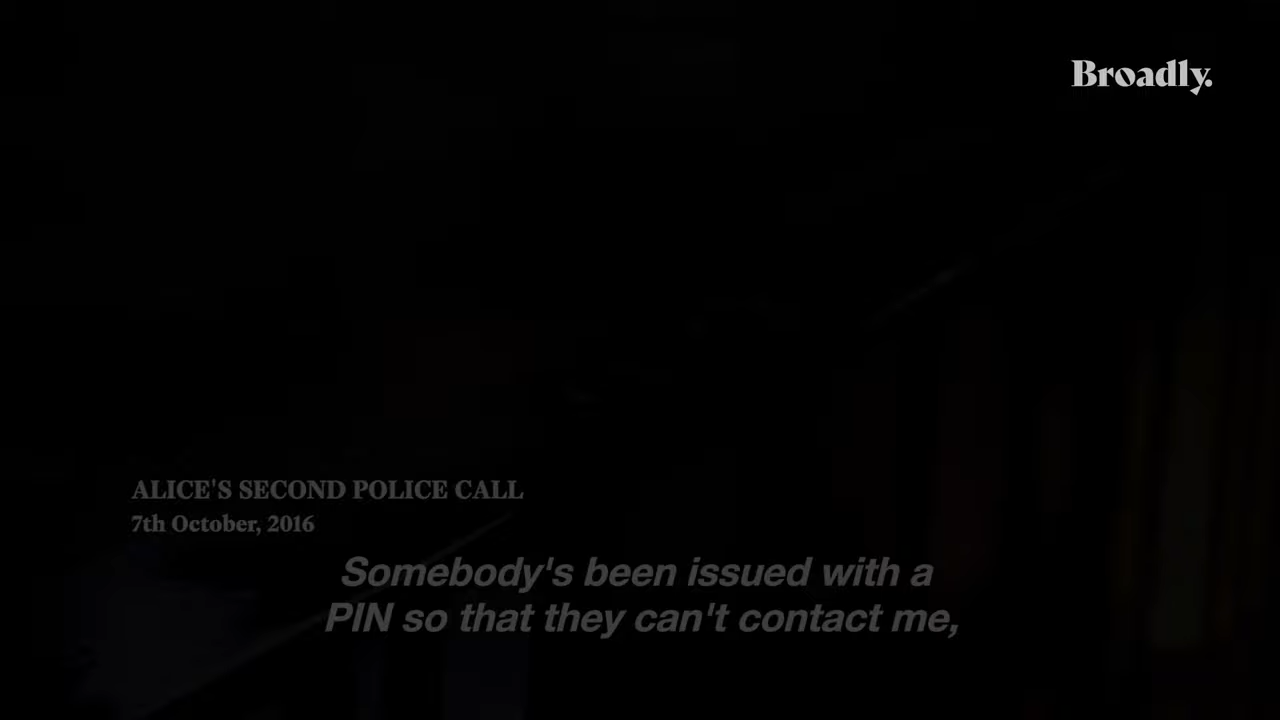 Broadly.
ALICE'S SECOND POLICE CALL
7th October, 2016
Somebody's been issued with a
PIN so that they can't contact me,